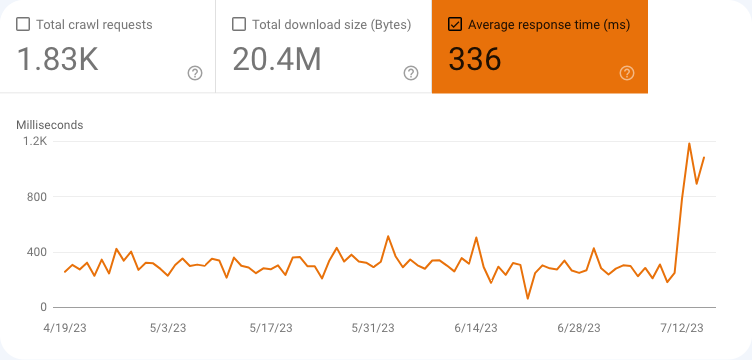 Total crawl requests
1.83K
Total download size (Bytes)
20.4M
Average response time (ms)
336
Milliseconds
1.2K
800
400
0
4/19/23 5/3/23 5/17/23 5/31/23 6/14/23 6/28/23 7/12/23